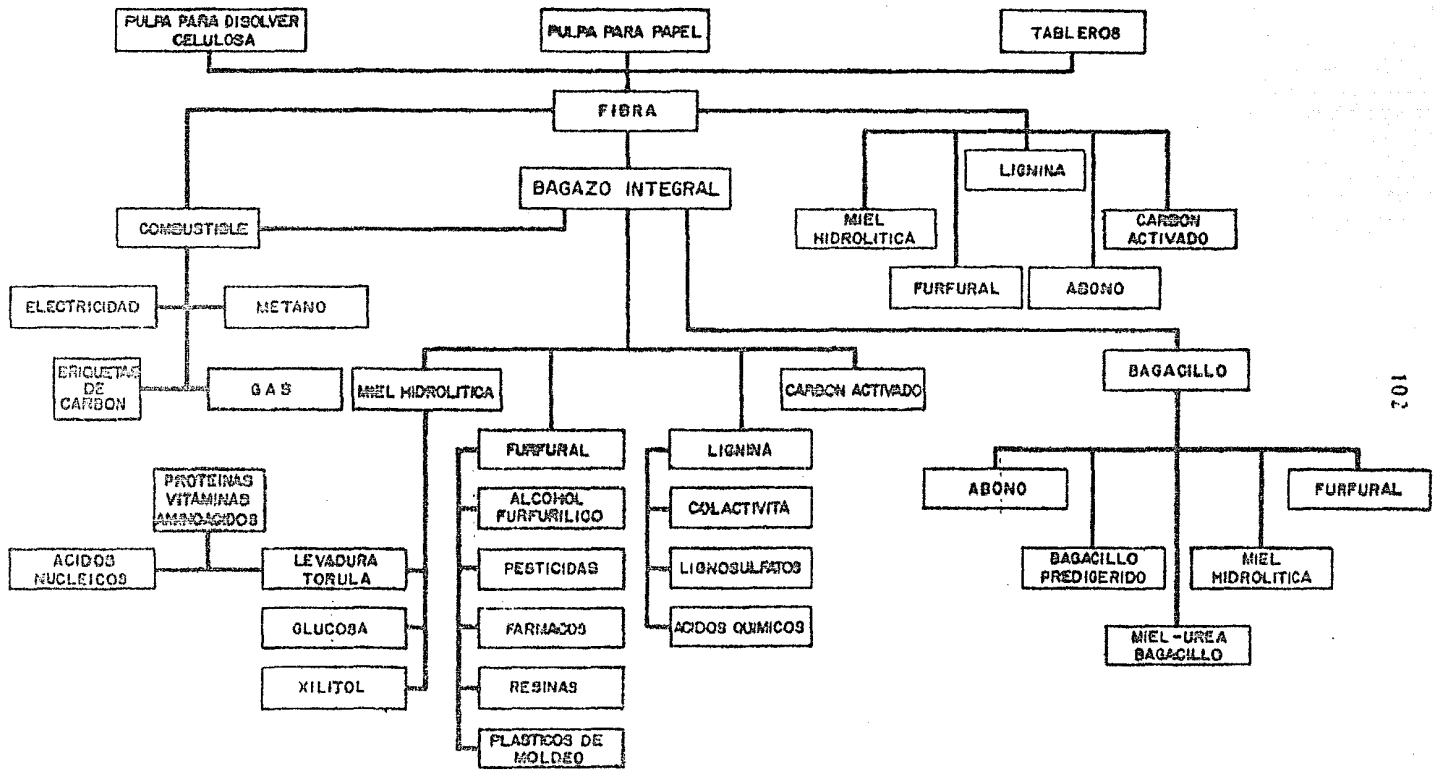 PULPA PARA DISOLVER
CELULOSA
PULPA PARA PAPEL
TABLEROS
FIBRA
BAGAZO INTEGRAL
LIGNINA
COMBUSTIBLE
MIEL
HIDROLITICA
CARBON
ACTIVADO
FURFURAL
ABONO
ELECTRICIDAD
METANO
BRIQUETAS
DE
CARBON
GAS
MIEL HIDROLITICA
CARBON ACTIVADO
BAGACILLO
102
FURFURAL
LIGNINA
PROTEINAS
VITAMINAS
AMINOACIDOS
ALCOHOL
FURFURILICO
COLACTIVITA
ABONO
FURFURAL
ACIDOS
NUCLEICOS
LEVADURA
TORULA
PESTICIDAS
LIGNOSULFATOS
BAGACILLO
PREDIGERIDO
MIEL
HIDROLITICA
GLUCOSA
FARMACOS
ACIDOS QUIMICOS
MIEL-UREA
BAGACILLO
XILITOL
RESINAS
PLASTICOS DE
MOLDEO